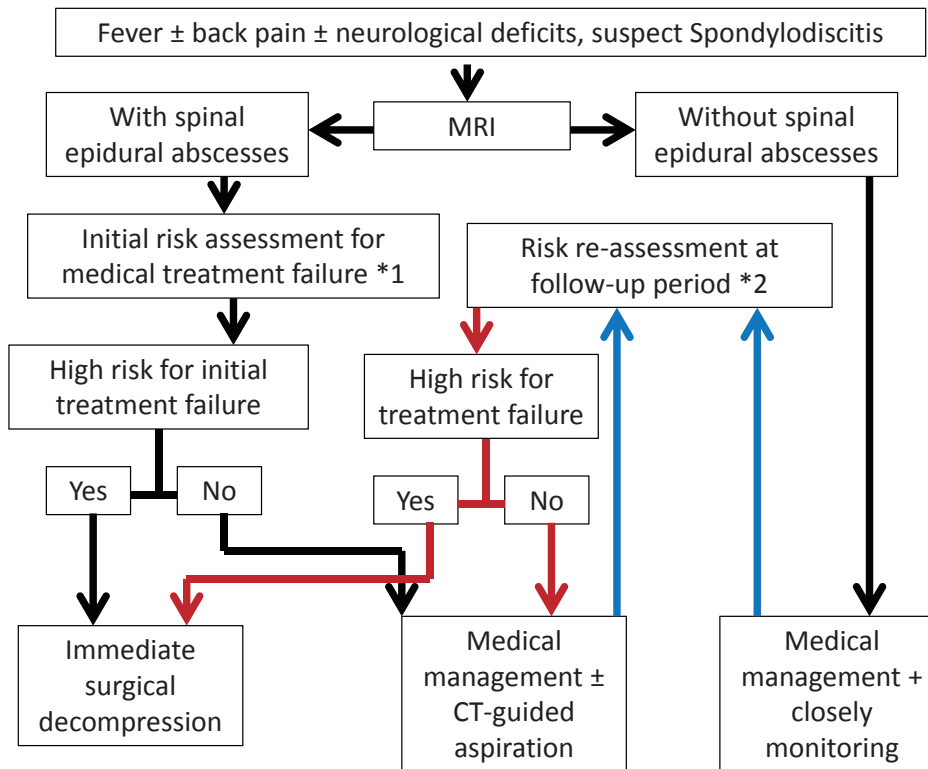 Fever ± back pain ± neurological deficits, suspect Spondylodiscitis
With spinal
epidural abscesses
MRI
Without spinal
epidural abscesses
Initial risk assessment for
medical treatment failure *1
Risk re-assessment at
follow-up period *2
High risk for initial
treatment failure
High risk for
treatment failure
Yes
No
Yes
No
Immediate
surgical
decompression
Medical
management ±
CT-guided
aspiration
Medical
management +
closely
monitoring